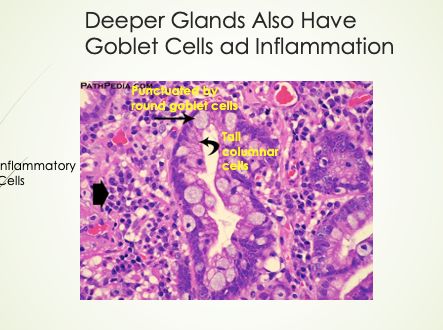 Deeper Glands Also Have
Goblet Cells ad Inflammation
PATHPEDIA.COM
Punctuated by
round goblet cells
Tall
columnar
cells
nflammatory
Cells